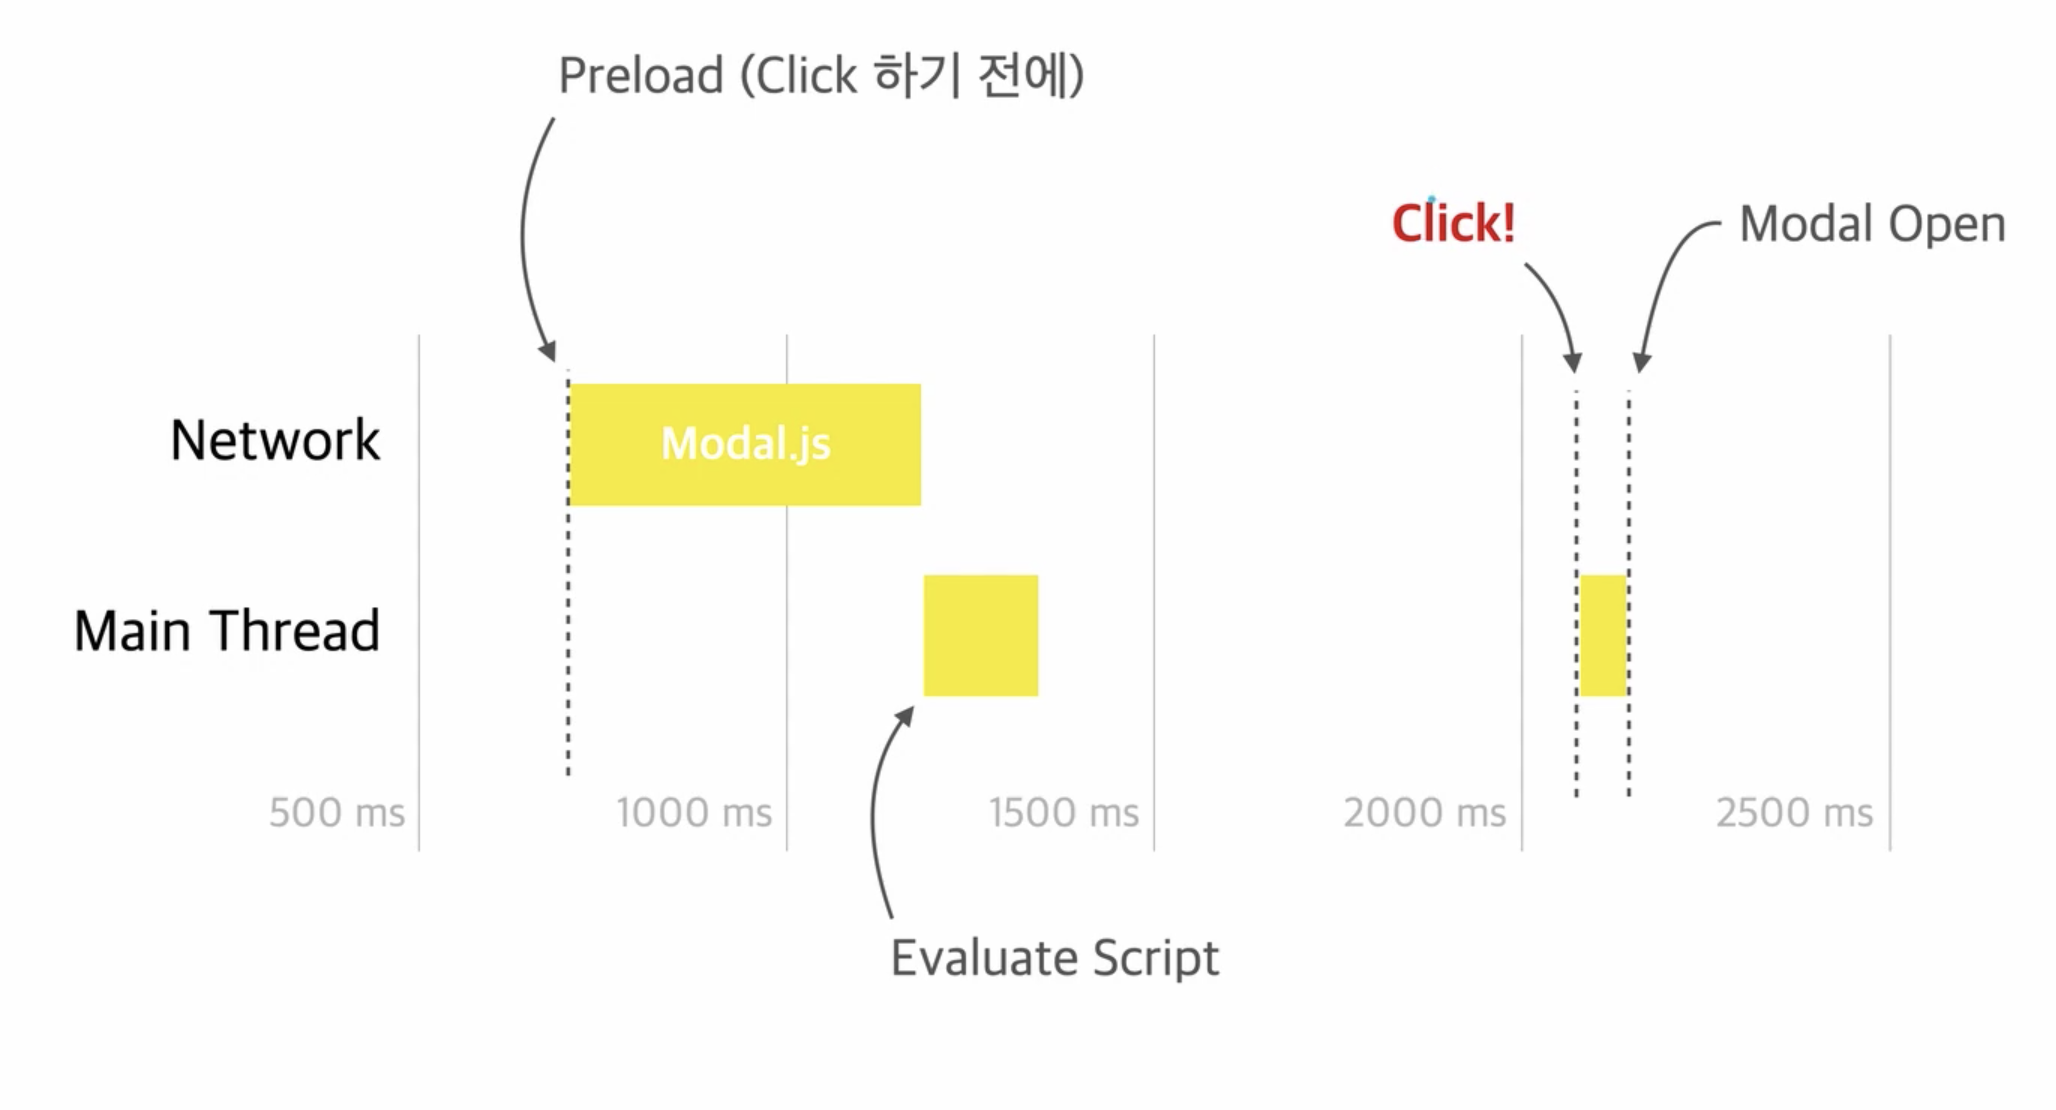 Preload (Click 하기 전에)
Click!
Modal Open
Network
Modal.js
Main Thread
500 ms
1000 ms
1500 ms
2000 ms
2500 ms
Evaluate Script